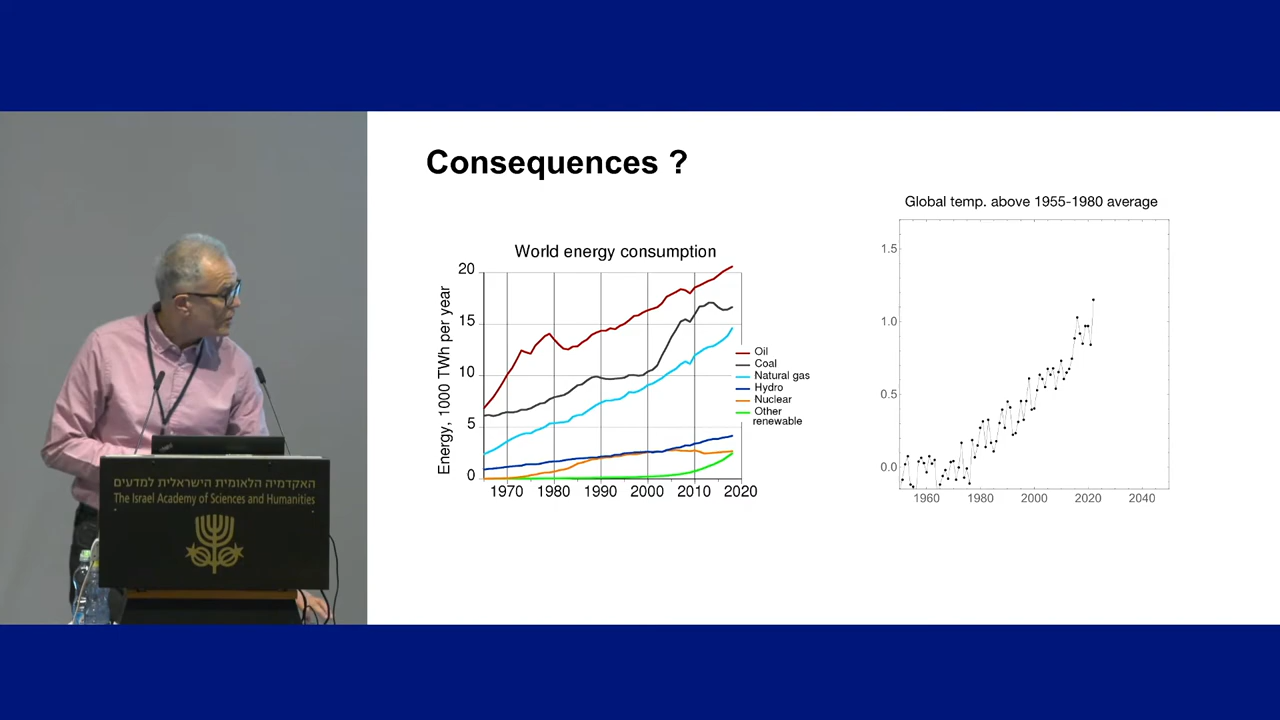 Consequences ?
World energy consumption
Energy, 1000 TWh per year
20
15
10
5
0
1970 1980 1990 2000 2010 2020
Oil
Coal
Natural gas
Hydro
Nuclear
Other
renewable
Global temp. above 1955-1980 average
1.5
1.0
0.5
0.0
1960 1980 2000 2020 2040
האקדמיה הלאומית הישראלית למדעים
The Israel Academy of Sciences and Humanities